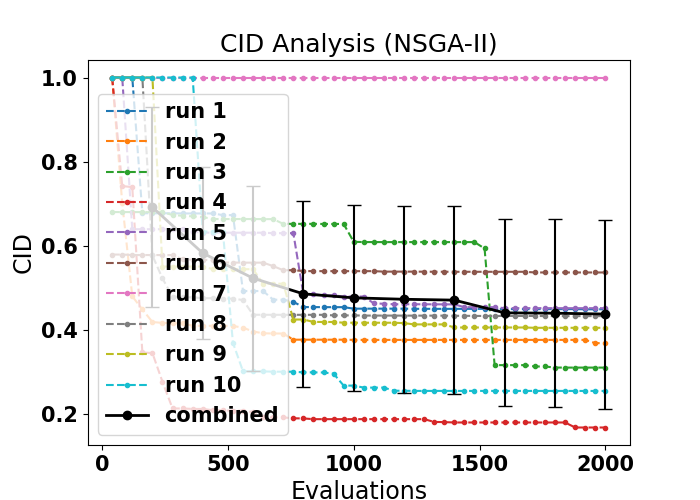 CID Analysis (NSGA-II)
CID
1.0
0.8
0.6
0.4
0.2
run 1
run 2
run 3
run 4
run 5
run 6
run 7
run 8
run 9
run 10
combined
0 500 1000 1500 2000
Evaluations